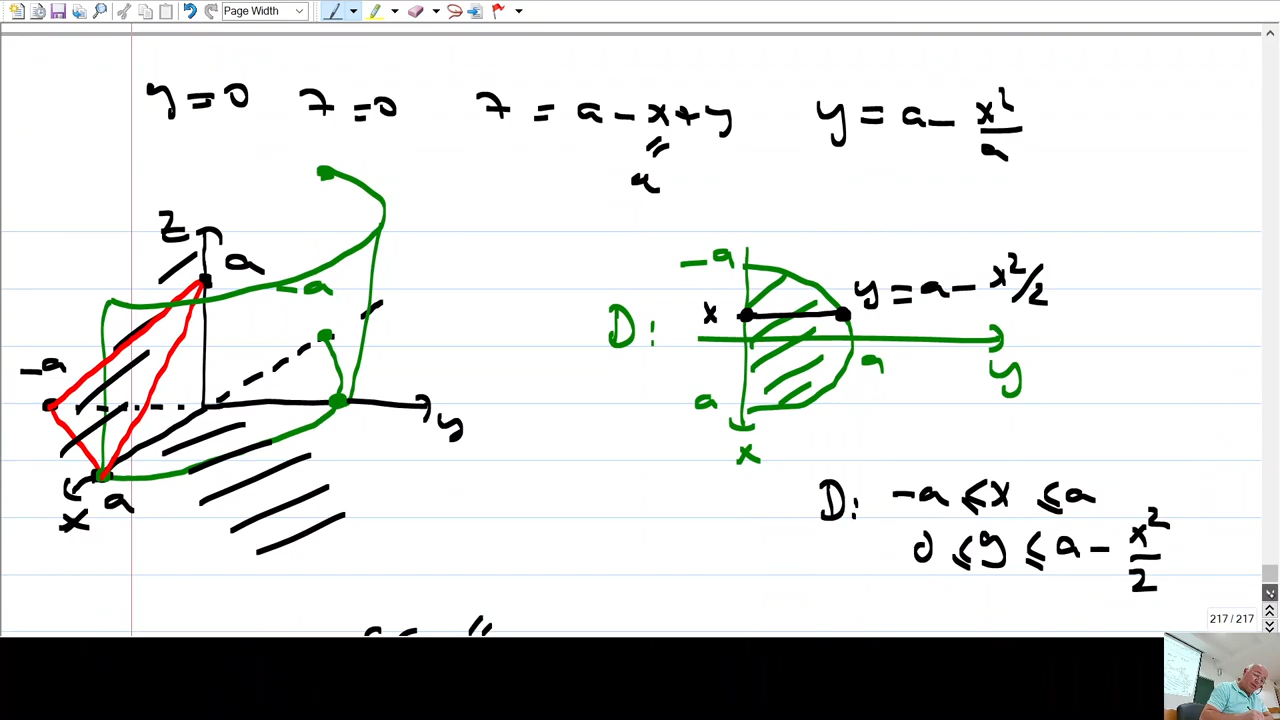 Page Width
y = 0   z = 0   z = a - x + y   y = a - x²/a
"
a
z
a
-a
-a
y
x
a
-a
x
y = a - x²/2
D:
a
y
a
x
D: -a ≤ x ≤ a
0 ≤ y ≤ a - x²/2
217 / 217